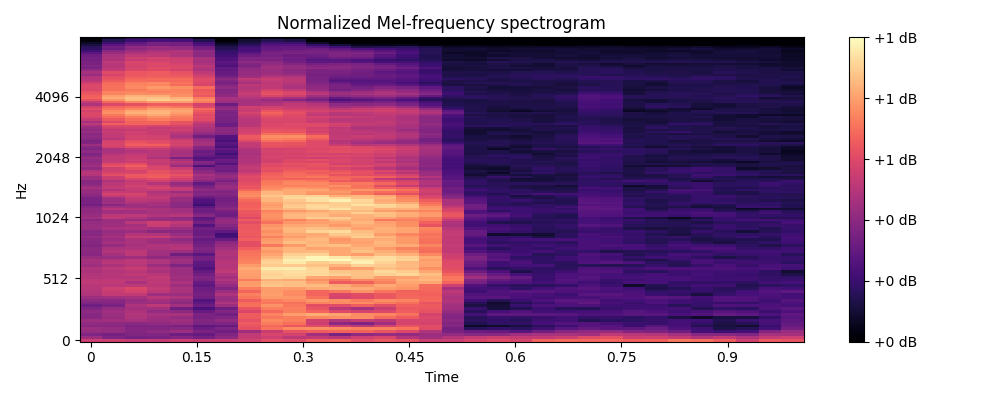 Normalized Mel-frequency spectrogram
Hz
4096
2048
1024
512
0
0 0.15 0.3 0.45 0.6 0.75 0.9
Time
+1 dB
+1 dB
+1 dB
+0 dB
+0 dB
+0 dB